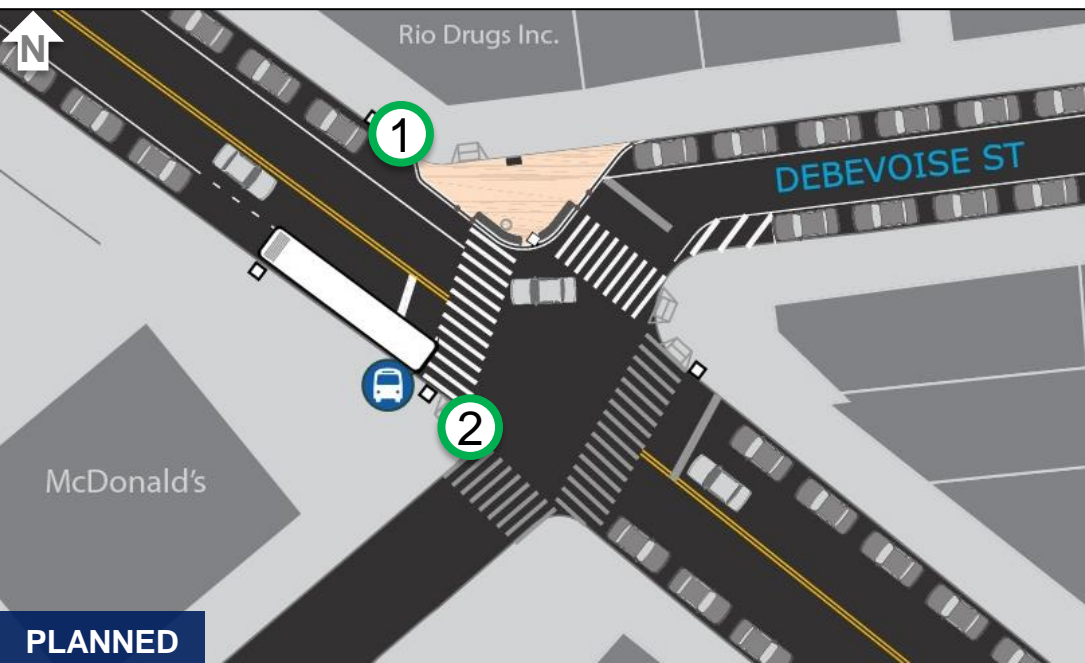 N
Rio Drugs Inc.
1
DEBEVOISE ST
2
McDonald's
PLANNED